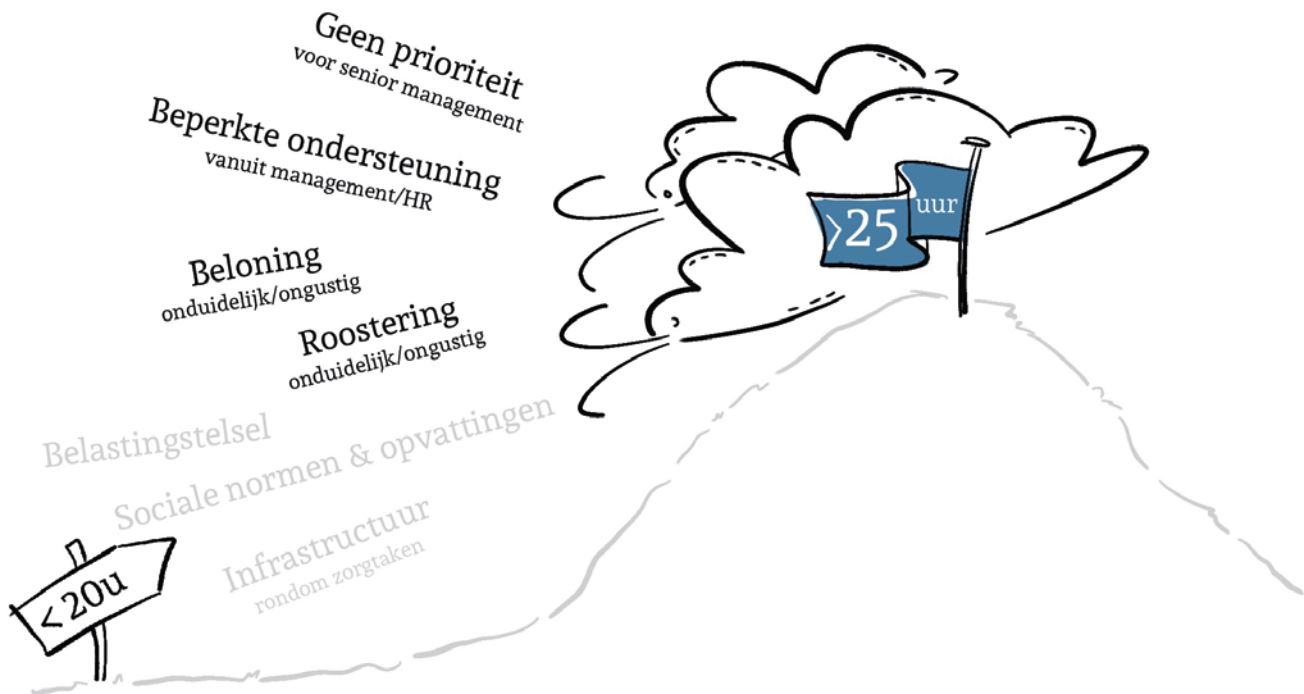 Geen prioriteit
voor senior management
Beperkte ondersteuning
vanuit management/HR
>25 uur
Beloning
onduidelijk/ongustig
Roostering
onduidelijk/ongustig
Belastingstelsel
Sociale normen & opvattingen
Infrastructuur
rondom zorgtaken
<20u